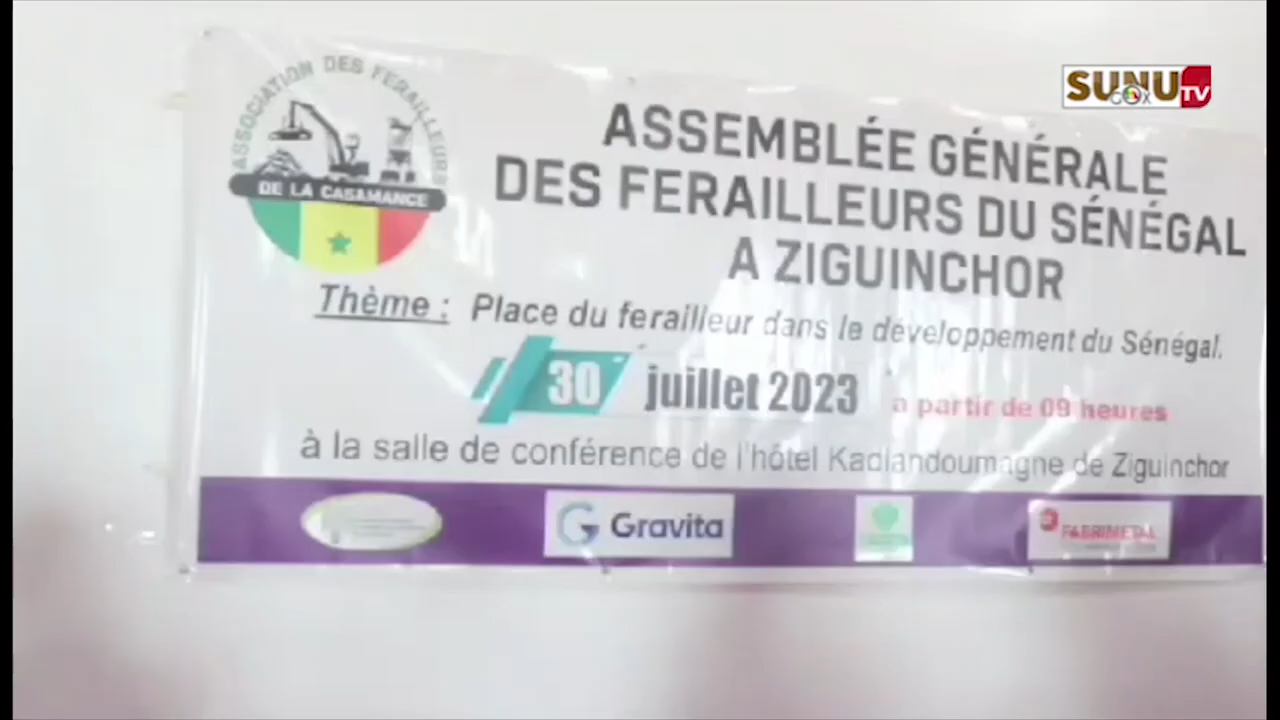 SUNU
COX
TV
ASSOCIATION DES FERAILLEURS
DE LA CASAMANCE
ASSEMBLÉE GÉNÉRALE
DES FERAILLEURS DU SÉNÉGAL
A ZIGUINCHOR
Thème : Place du ferailleur dans le développement du Sénégal.
30 juillet 2023 a partir de 09 heures
à la salle de conférence de l'hôtel Kadiandoumagne de Ziguinchor
Gravita
FABRIMETAL